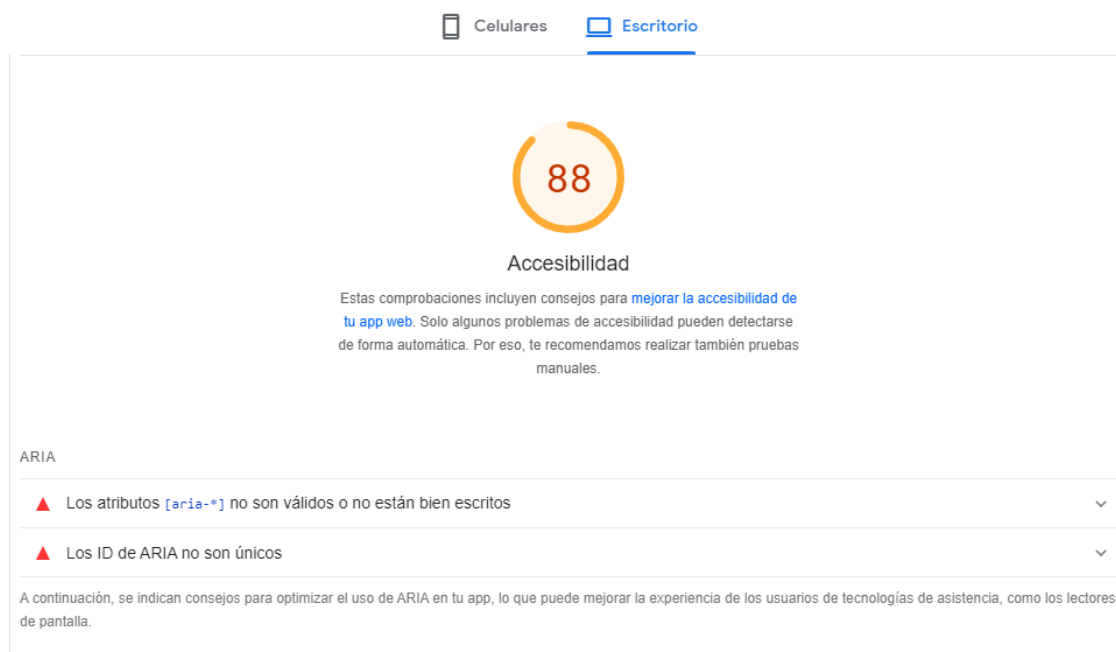 Celulares
Escritorio
88
Accesibilidad
Estas comprobaciones incluyen consejos para mejorar la accesibilidad de
tu app web. Solo algunos problemas de accesibilidad pueden detectarse
de forma automática. Por eso, te recomendamos realizar también pruebas
manuales.
ARIA
Los atributos [aria-*] no son válidos o no están bien escritos
Los ID de ARIA no son únicos
A continuación, se indican consejos para optimizar el uso de ARIA en tu app, lo que puede mejorar la experiencia de los usuarios de tecnologías de asistencia, como los lectores
de pantalla.